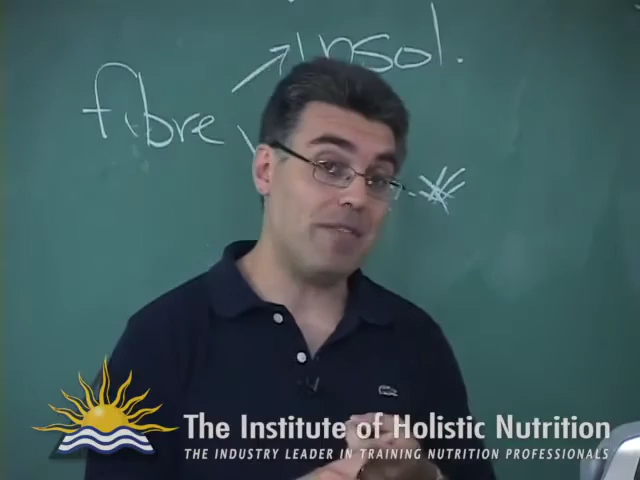 insol.
fibre
The Institute of Holistic Nutrition
THE INDUSTRY LEADER IN TRAINING NUTRITION PROFESSIONALS